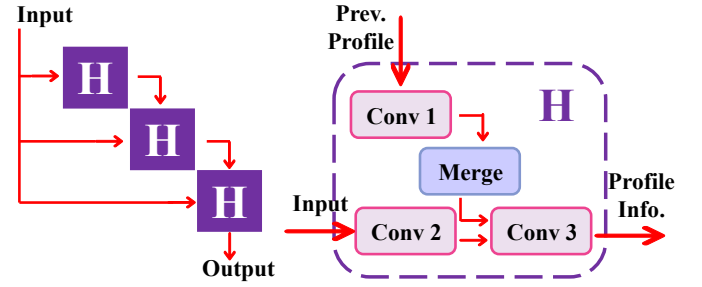 Input
H
H
H
Output
Prev.
Profile
H
Conv 1
Merge
Input
Conv 2
Conv 3
Profile
Info.